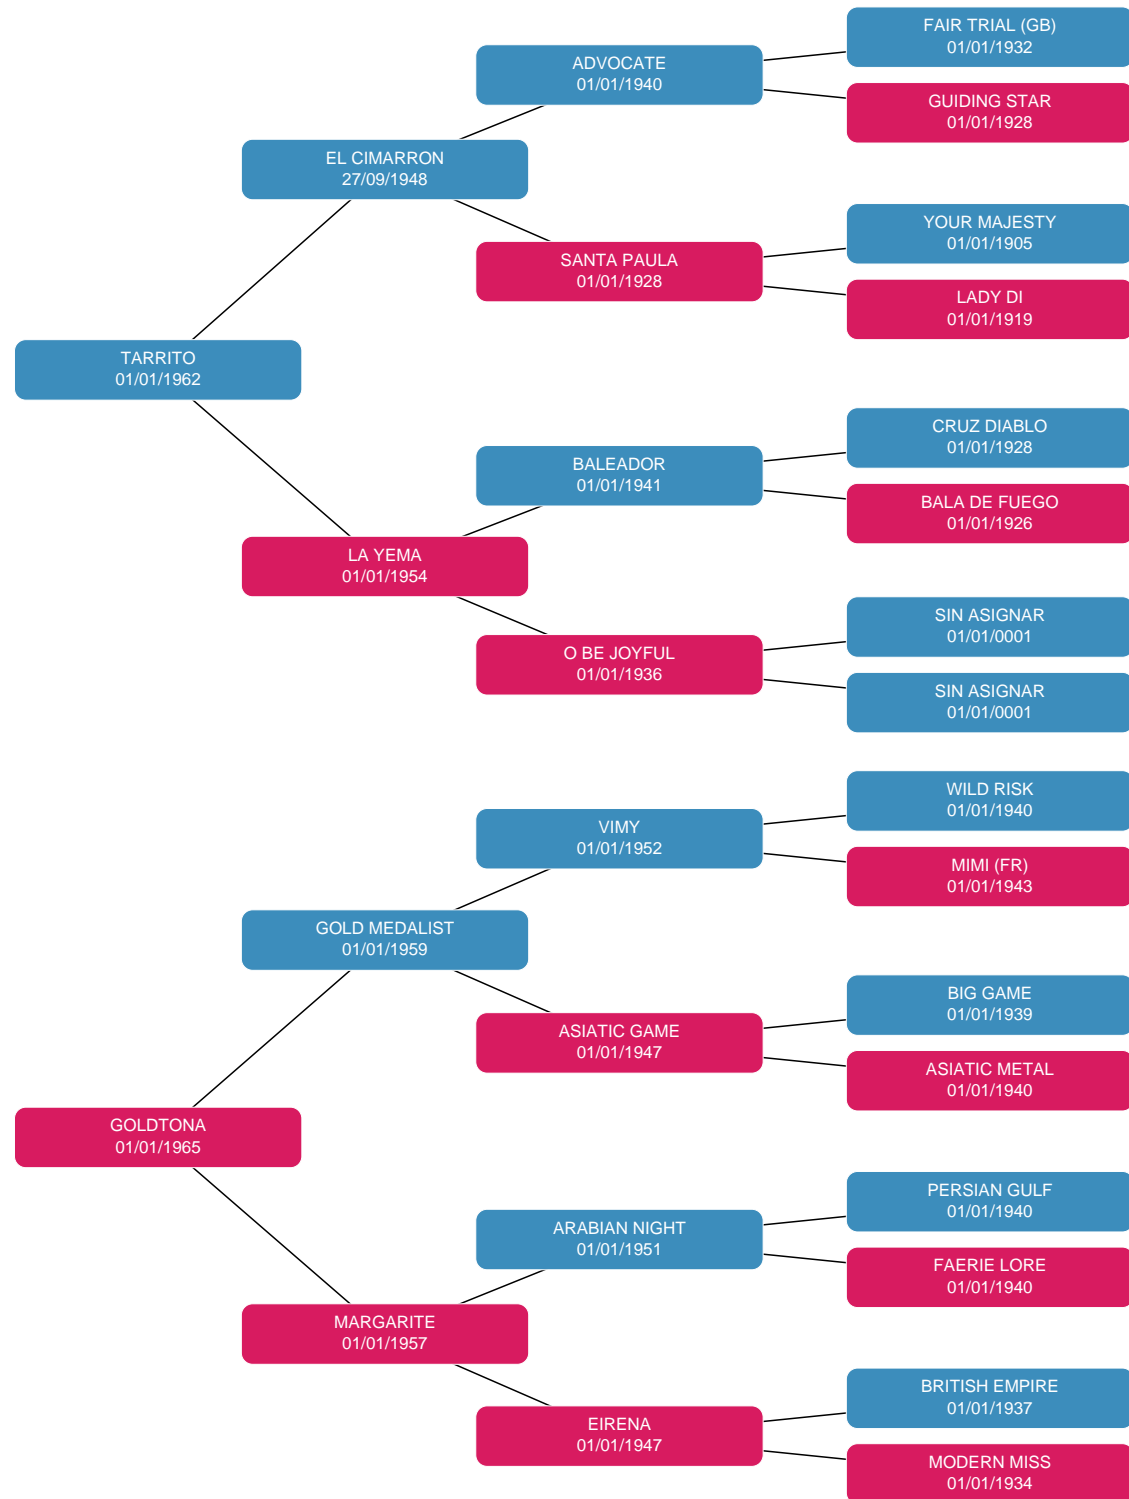 FAIR TRIAL (GB)
01/01/1932
ADVOCATE
01/01/1940
GUIDING STAR
01/01/1928
EL CIMARRON
27/09/1948
YOUR MAJESTY
01/01/1905
SANTA PAULA
01/01/1928
LADY DI
01/01/1919
TARRITO
01/01/1962
CRUZ DIABLO
01/01/1928
BALEADOR
01/01/1941
BALA DE FUEGO
01/01/1926
LA YEMA
01/01/1954
SIN ASIGNAR
01/01/0001
O BE JOYFUL
01/01/1936
SIN ASIGNAR
01/01/0001
WILD RISK
01/01/1940
VIMY
01/01/1952
MIMI (FR)
01/01/1943
GOLD MEDALIST
01/01/1959
BIG GAME
01/01/1939
ASIATIC GAME
01/01/1947
ASIATIC METAL
01/01/1940
GOLDTONA
01/01/1965
PERSIAN GULF
01/01/1940
ARABIAN NIGHT
01/01/1951
FAERIE LORE
01/01/1940
MARGARITE
01/01/1957
BRITISH EMPIRE
01/01/1937
EIRENA
01/01/1947
MODERN MISS
01/01/1934